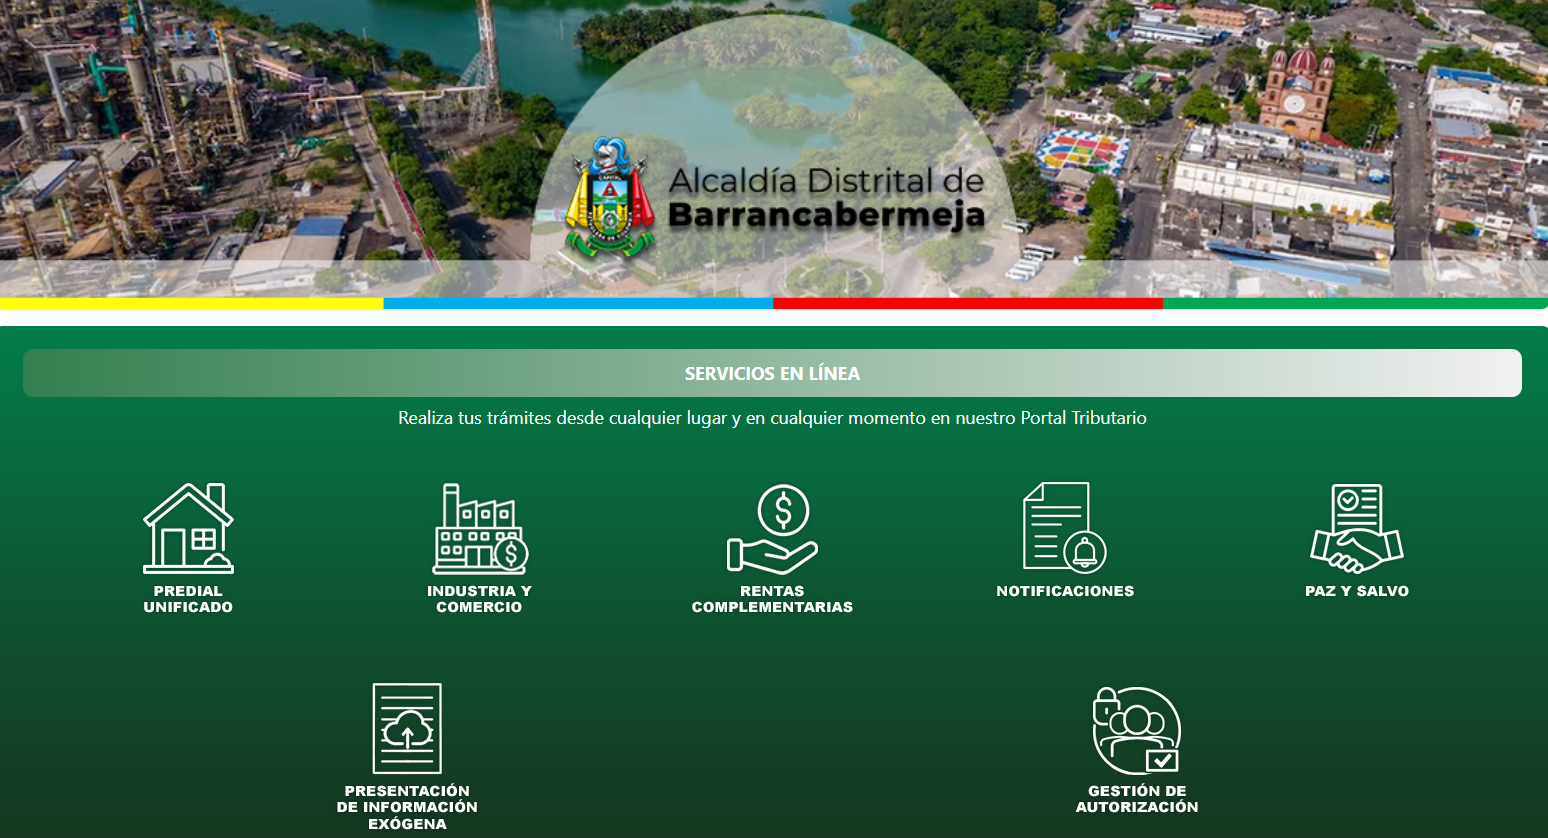 Alcaldía Distrital de
Barrancabermeja
CAPITAL
SERVICIOS EN LÍNEA
Realiza tus trámites desde cualquier lugar y en cualquier momento en nuestro Portal Tributario
PREDIAL
UNIFICADO
INDUSTRIA Y
COMERCIO
RENTAS
COMPLEMENTARIAS
NOTIFICACIONES
PAZ Y SALVO
PRESENTACIÓN
DE INFORMACIÓN
EXÓGENA
GESTIÓN DE
AUTORIZACIÓN